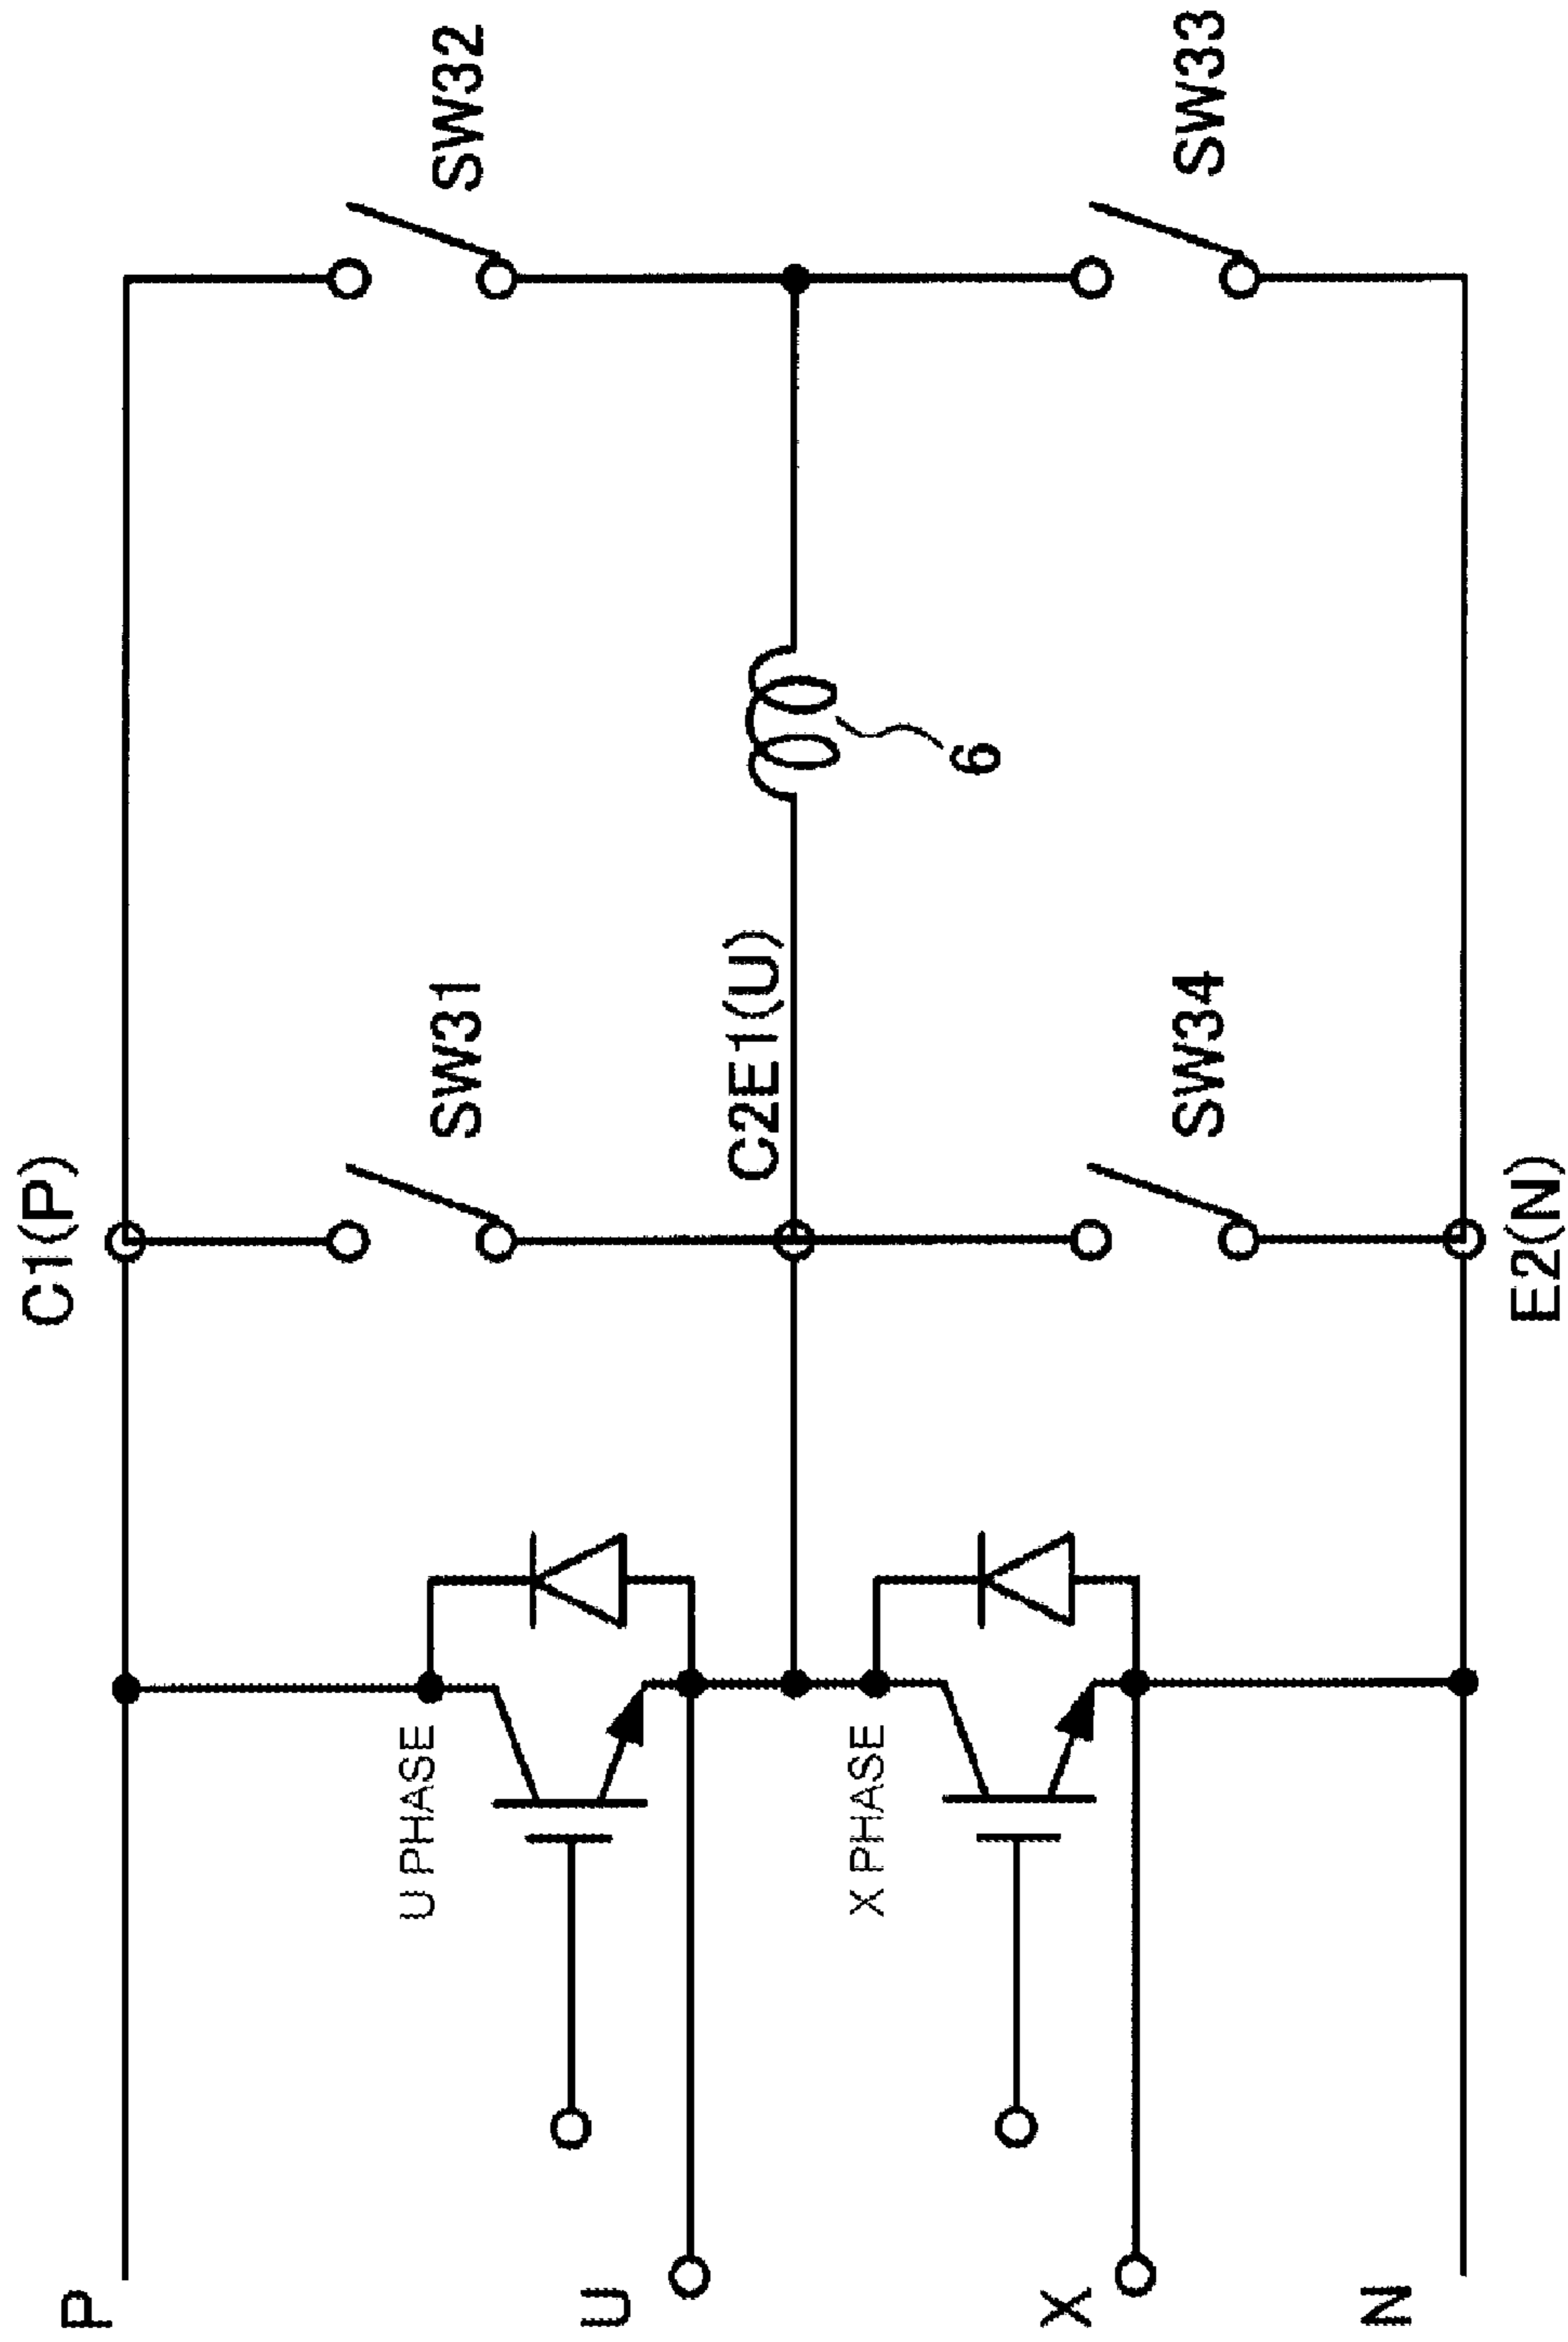 C1(P)
P
U PHASE
SW31
SW32
U
C2E1(U)
X PHASE
6
X
SW34
SW33
N
E2(N)